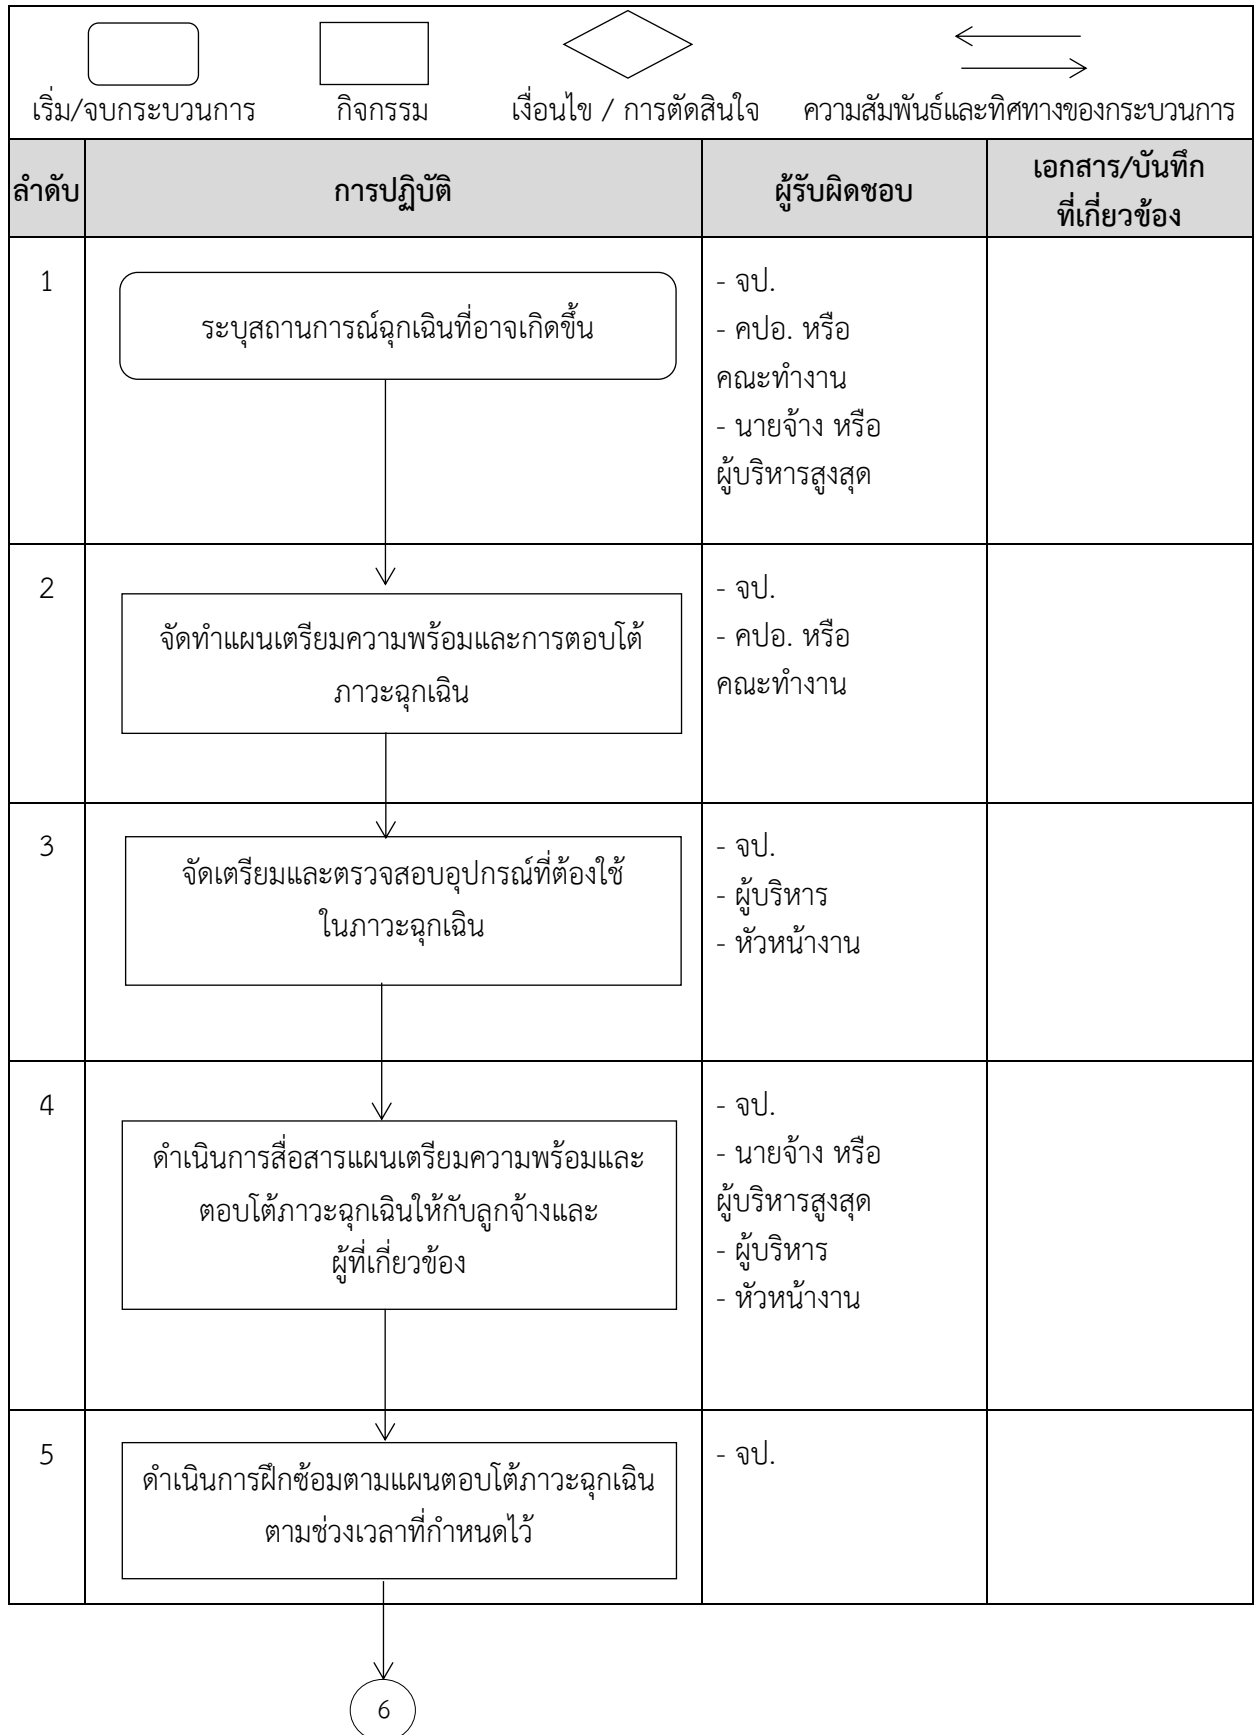 เริ่ม/จบกระบวนการ กิจกรรม เงื่อนไข / การตัดสินใจ ความสัมพันธ์และทิศทางของกระบวนการ
ลำดับ การปฏิบัติ ผู้รับผิดชอบ เอกสาร/บันทึก
ที่เกี่ยวข้อง
1
ระบุสถานการณ์ฉุกเฉินที่อาจเกิดขึ้น
- จป.
- คปอ. หรือ
คณะทำงาน
- นายจ้าง หรือ
ผู้บริหารสูงสุด
2
จัดทำแผนเตรียมความพร้อมและการตอบโต้
ภาวะฉุกเฉิน
- จป.
- คปอ. หรือ
คณะทำงาน
3
จัดเตรียมและตรวจสอบอุปกรณ์ที่ต้องใช้
ในภาวะฉุกเฉิน
- จป.
- ผู้บริหาร
- หัวหน้างาน
4
ดำเนินการสื่อสารแผนเตรียมความพร้อมและ
ตอบโต้ภาวะฉุกเฉินให้กับลูกจ้างและ
ผู้ที่เกี่ยวข้อง
- จป.
- นายจ้าง หรือ
ผู้บริหารสูงสุด
- ผู้บริหาร
- หัวหน้างาน
5
ดำเนินการฝึกซ้อมตามแผนตอบโต้ภาวะฉุกเฉิน
ตามช่วงเวลาที่กำหนดไว้
- จป.
6